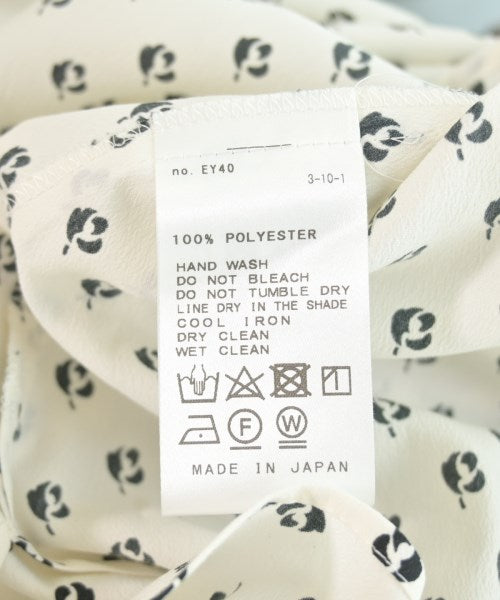 no. EY40
3-10-1
100% POLYESTER
HAND WASH
DO NOT BLEACH
DO NOT TUMBLE DRY
LINE DRY IN THE SHADE
COOL IRON
DRY CLEAN
WET CLEAN
F W
MADE IN JAPAN